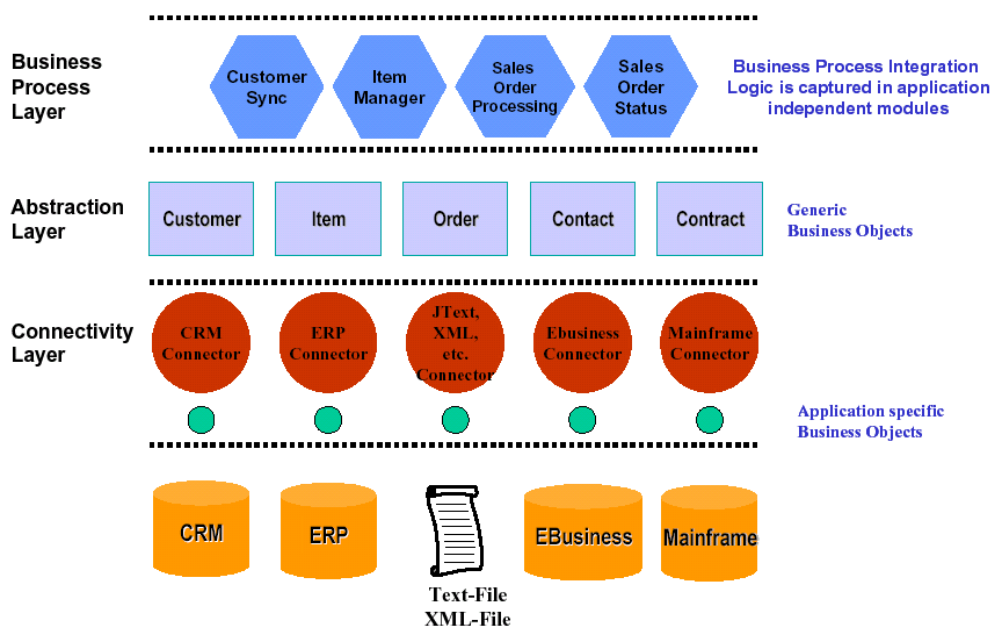 Business
Process
Layer
Customer
Sync
Item
Manager
Sales
Order
Processing
Sales
Order
Status
Business Process Integration
Logic is captured in application
independent modules
Abstraction
Layer
Customer
Item
Order
Contact
Contract
Generic
Business Objects
Connectivity
Layer
CRM
Connector
ERP
Connector
JText,
XML,
etc.
Connector
Ebusiness
Connector
Mainframe
Connector
Application specific
Business Objects
CRM
ERP
Text-File
XML-File
EBusiness
Mainframe